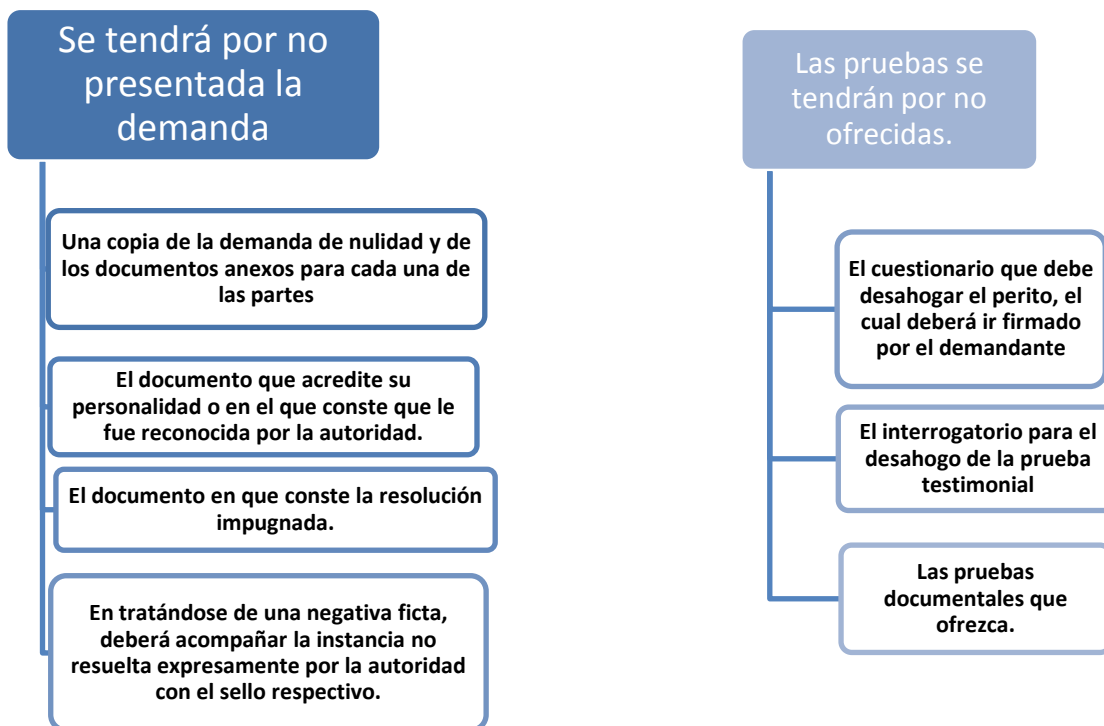 Se tendrá por no
presentada la
demanda
Una copia de la demanda de nulidad y de
los documentos anexos para cada una de
las partes
El documento que acredite su
personalidad o en el que conste que le
fue reconocida por la autoridad.
El documento en que conste la resolución
impugnada.
En tratándose de una negativa ficta,
deberá acompañar la instancia no
resuelta expresamente por la autoridad
con el sello respectivo.
Las pruebas se
tendrán por no
ofrecidas.
El cuestionario que debe
desahogar el perito, el
cual deberá ir firmado
por el demandante
El interrogatorio para el
desahogo de la prueba
testimonial
Las pruebas
documentales que
ofrezca.